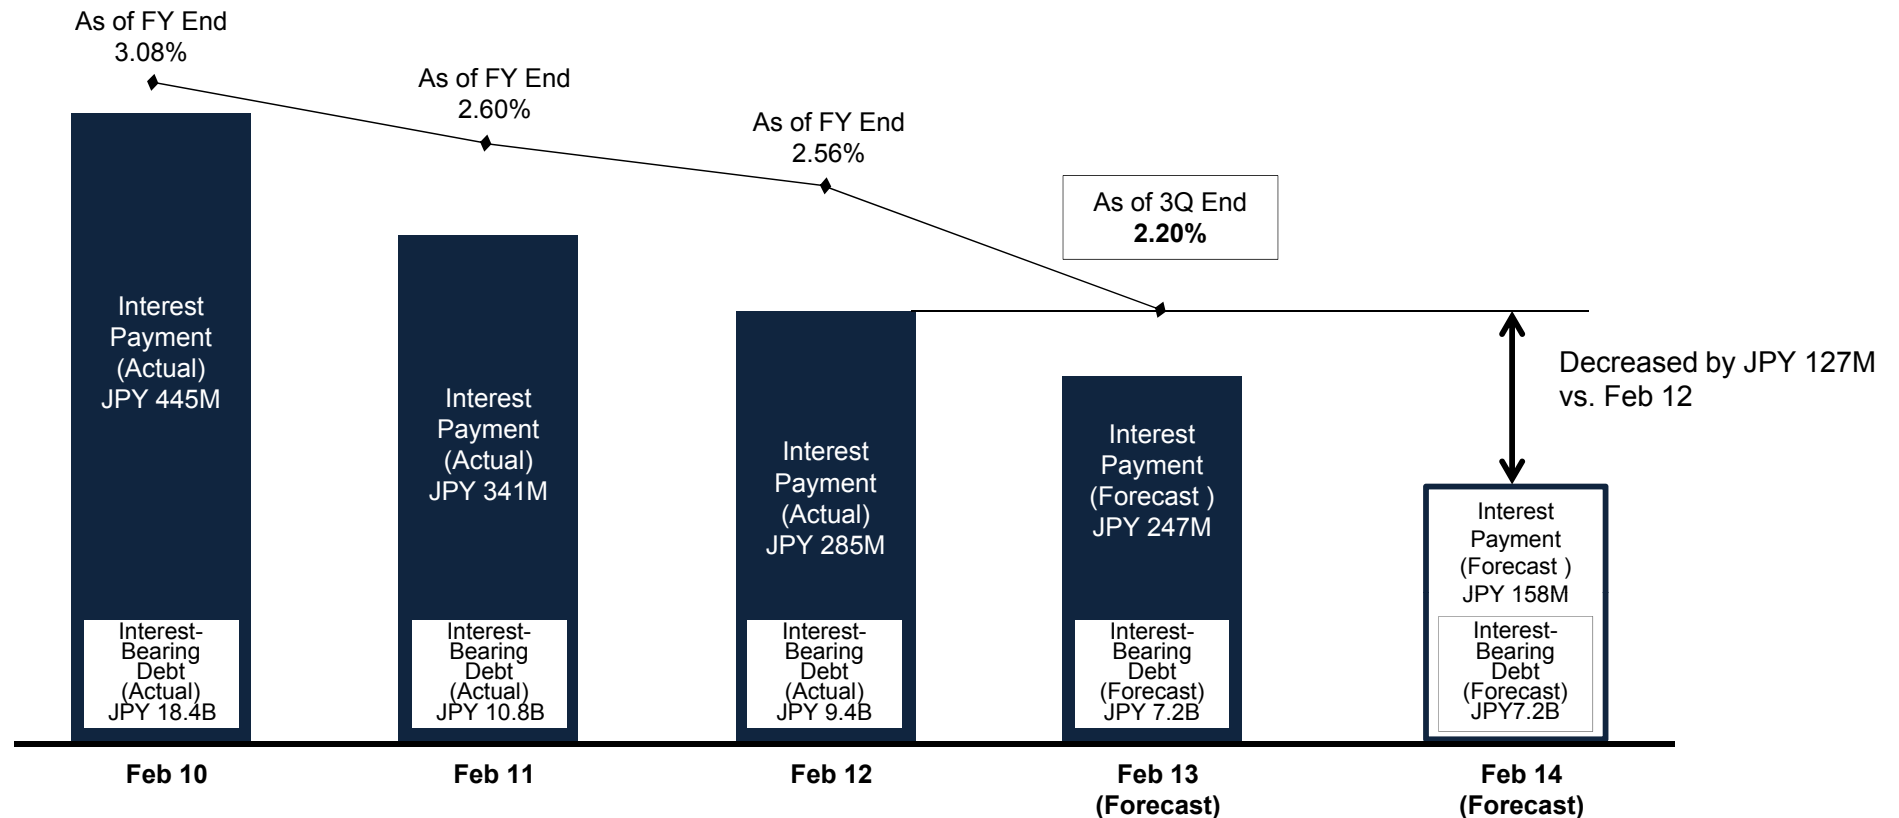 As of FY End
3.08%
As of FY End
2.60%
As of FY End
2.56%
As of 3Q End
2.20%
Interest
Payment
(Actual)
JPY 445M
Interest
Payment
(Actual)
JPY 341M
Interest
Payment
(Actual)
JPY 285M
Interest
Payment
(Forecast )
JPY 247M
Decreased by JPY 127M
vs. Feb 12
Interest
Payment
(Forecast )
JPY 158M
Interest-
Bearing
Debt
(Actual)
JPY 18.4B
Interest-
Bearing
Debt
(Actual)
JPY 10.8B
Interest-
Bearing
Debt
(Actual)
JPY 9.4B
Interest-
Bearing
Debt
(Forecast)
JPY 7.2B
Interest-
Bearing
Debt
(Forecast)
JPY7.2B
Feb 10
Feb 11
Feb 12
Feb 13
(Forecast)
Feb 14
(Forecast)